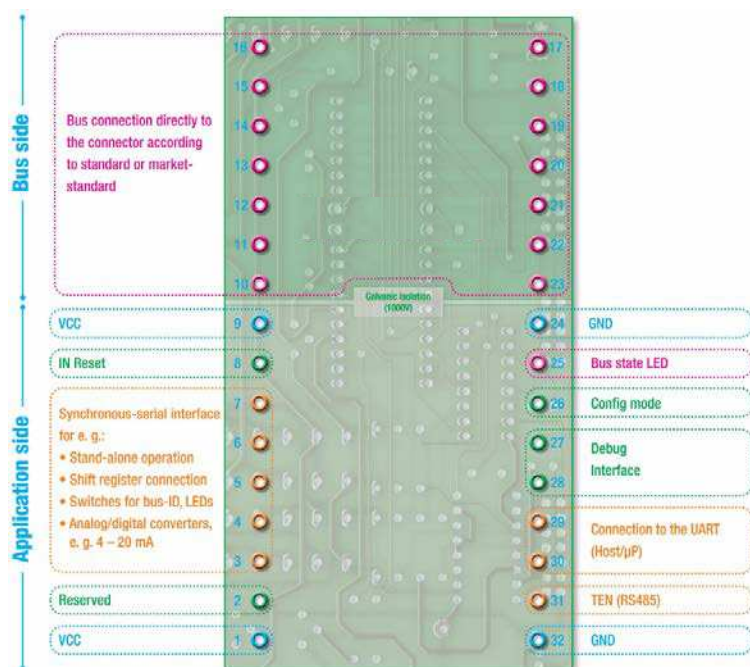 Bus side
Application side
Bus connection directly to
the connector according
to standard or market-
standard
16
15
14
13
12
11
10
17
18
19
20
21
22
23
Galvanic isolation
(1000V)
VCC
9
IN Reset
8
Synchronous-serial interface
for e. g.:
• Stand-alone operation
• Shift register connection
• Switches for bus-ID, LEDs
• Analog/digital converters,
e. g. 4 – 20 mA
7
6
5
4
3
Reserved
2
VCC
1
24
GND
25
Bus state LED
26
Config mode
27
28
Debug
Interface
29
30
Connection to the UART
(Host/µP)
31
TEN (RS485)
32
GND